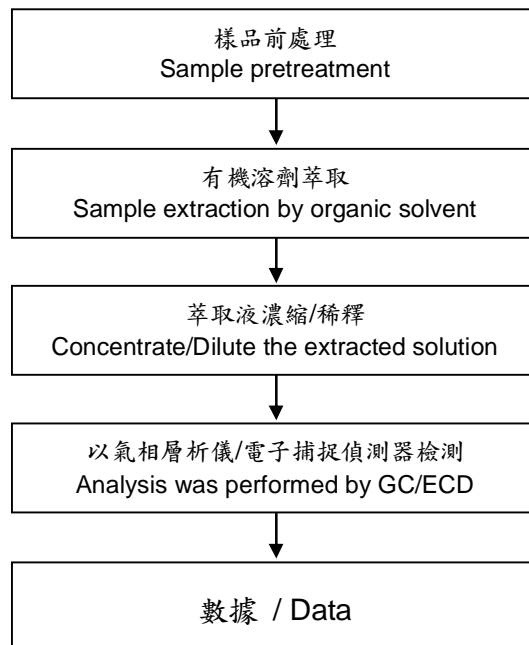 樣品前處理
Sample pretreatment
有機溶劑萃取
Sample extraction by organic solvent
萃取液濃縮/稀釋
Concentrate/Dilute the extracted solution
以氣相層析儀/電子捕捉偵測器檢測
Analysis was performed by GC/ECD
數據 / Data